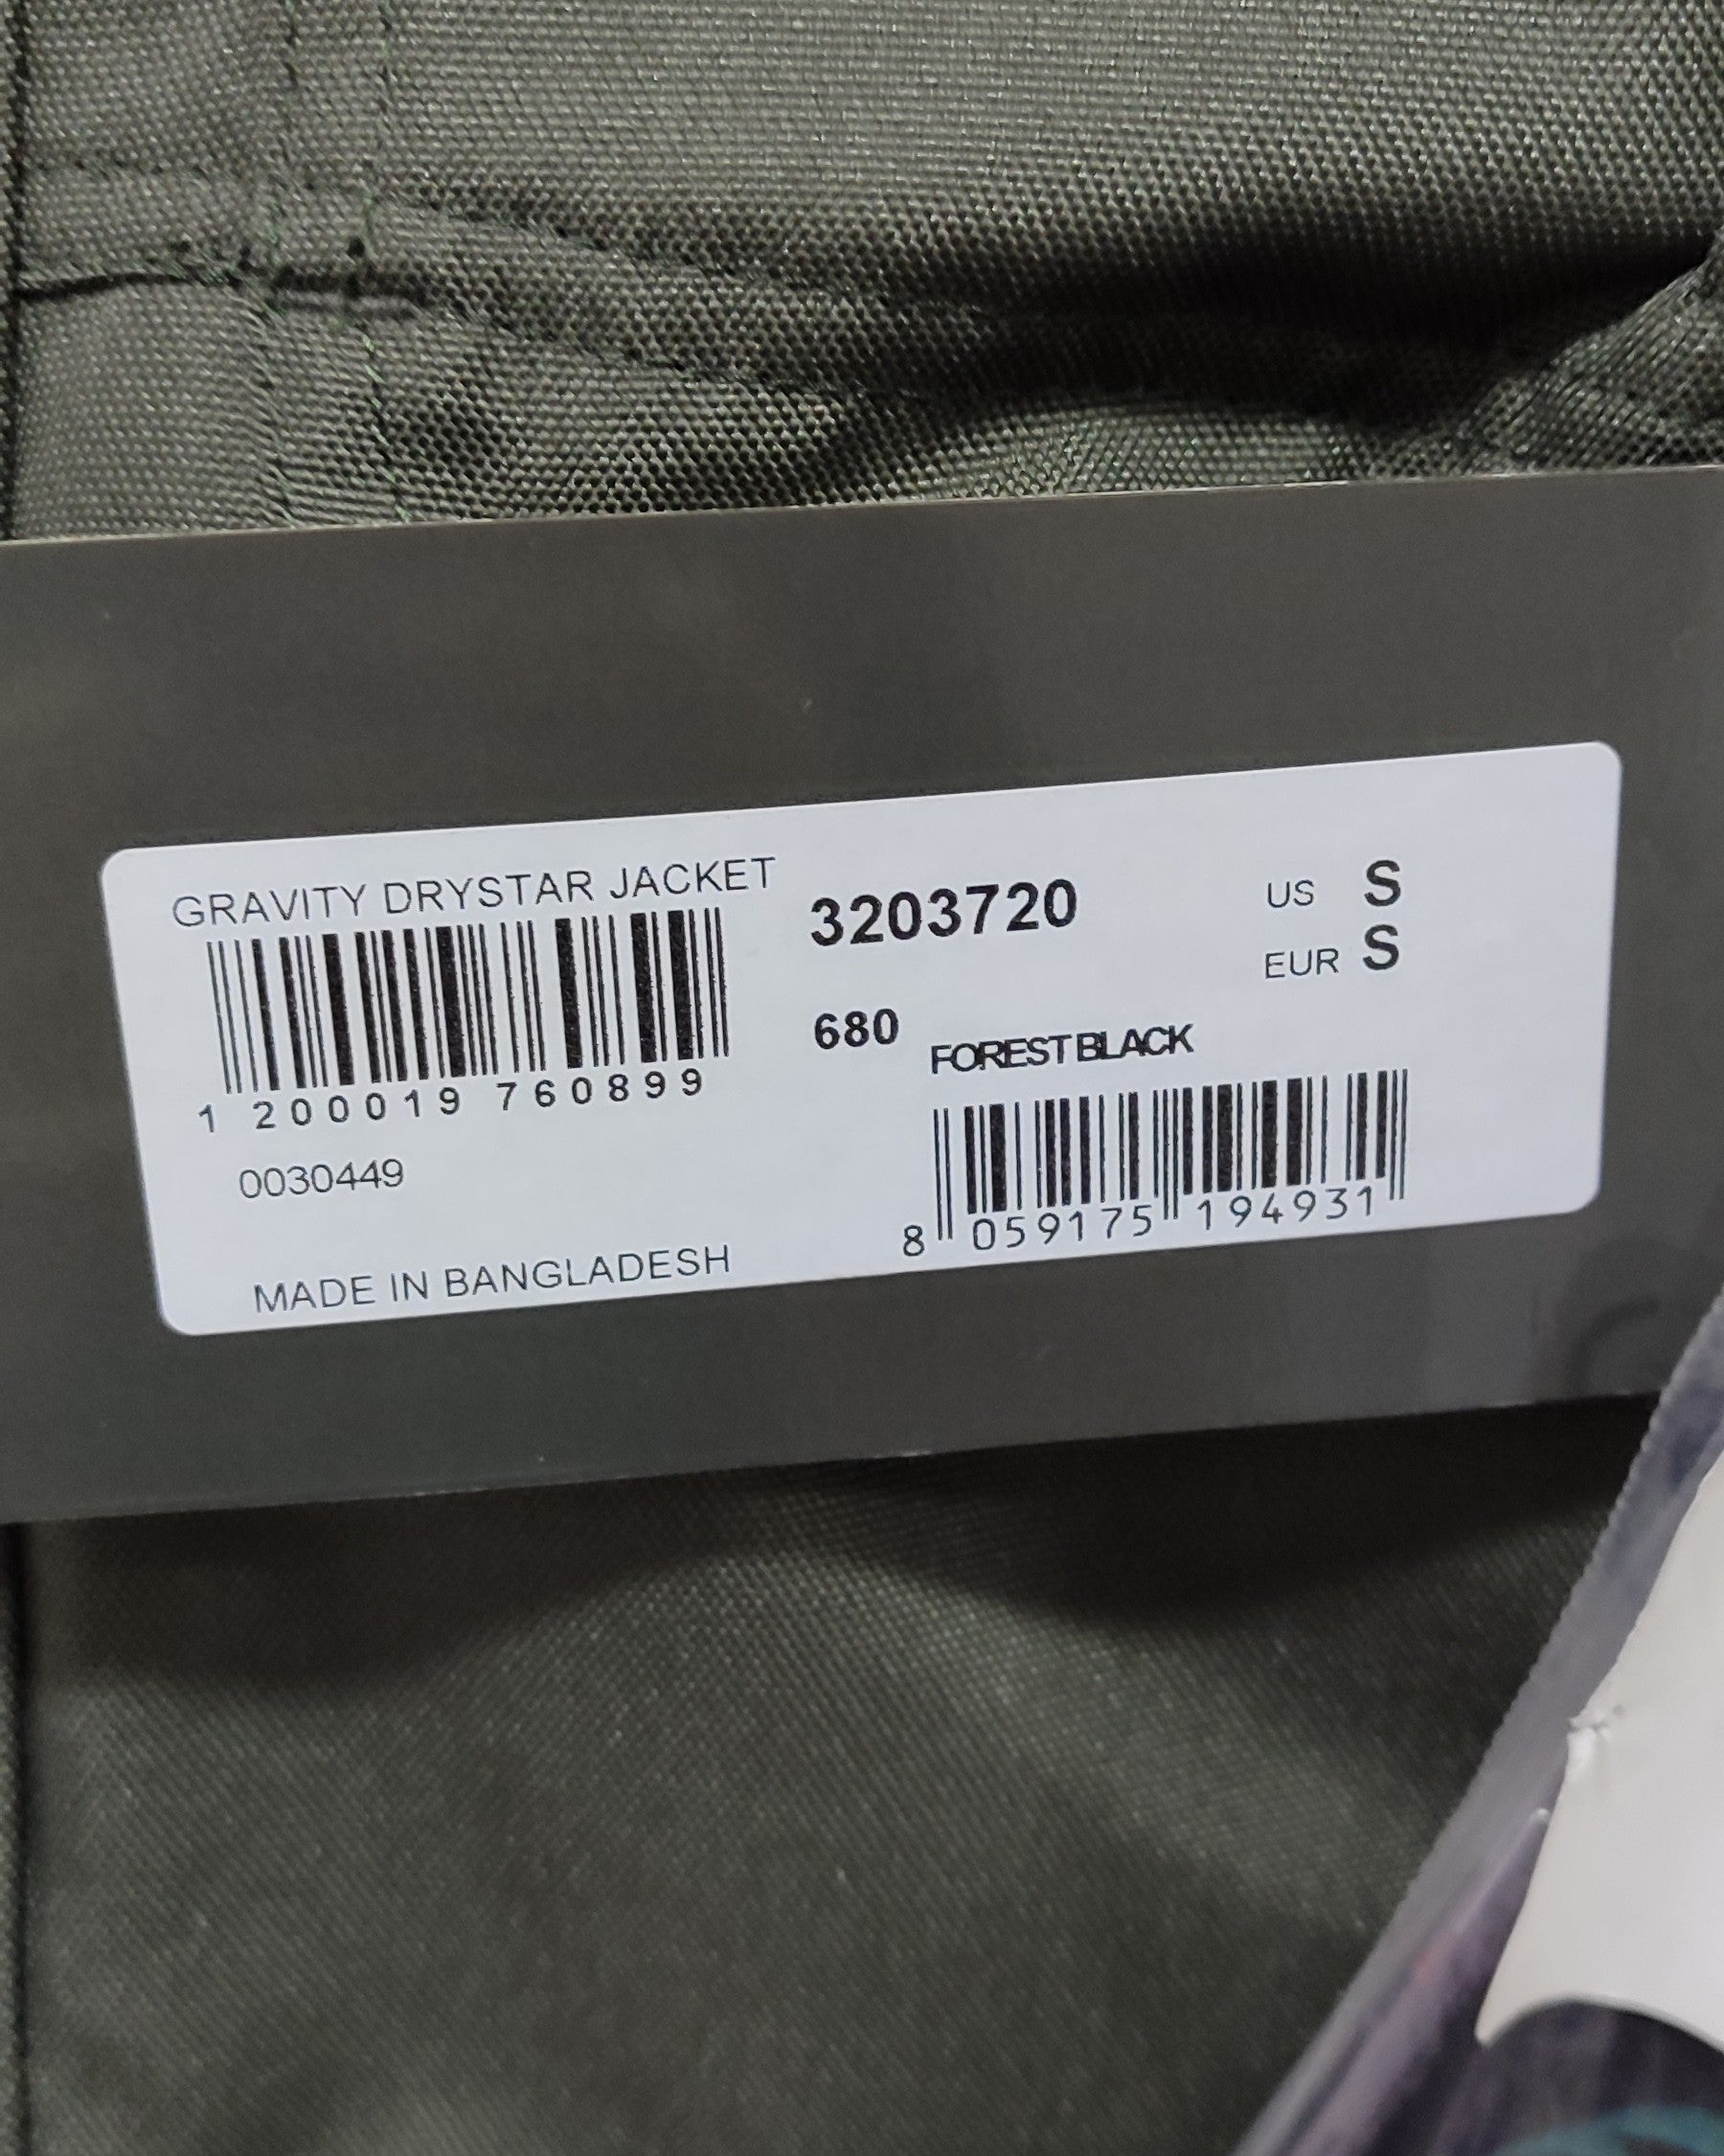 GRAVITY DRYSTAR JACKET
3203720
US S
EUR S
680 FOREST BLACK
1 200019 760899
0030449
8 059175 194931
MADE IN BANGLADESH